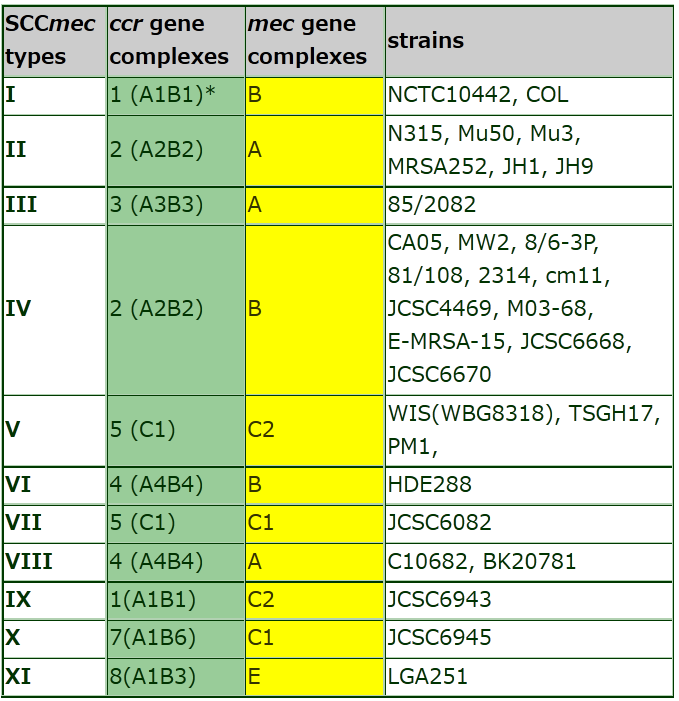 SCCmec types ccr gene complexes mec gene complexes strains
I 1 (A1B1)* B NCTC10442, COL
II 2 (A2B2) A N315, Mu50, Mu3,
MRSA252, JH1, JH9
III 3 (A3B3) A 85/2082
IV 2 (A2B2) B CA05, MW2, 8/6-3P,
81/108, 2314, cm11,
JCSC4469, M03-68,
E-MRSA-15, JCSC6668,
JCSC6670
V 5 (C1) C2 WIS(WBG8318), TSGH17,
PM1,
VI 4 (A4B4) B HDE288
VII 5 (C1) C1 JCSC6082
VIII 4 (A4B4) A C10682, BK20781
IX 1(A1B1) C2 JCSC6943
X 7(A1B6) C1 JCSC6945
XI 8(A1B3) E LGA251